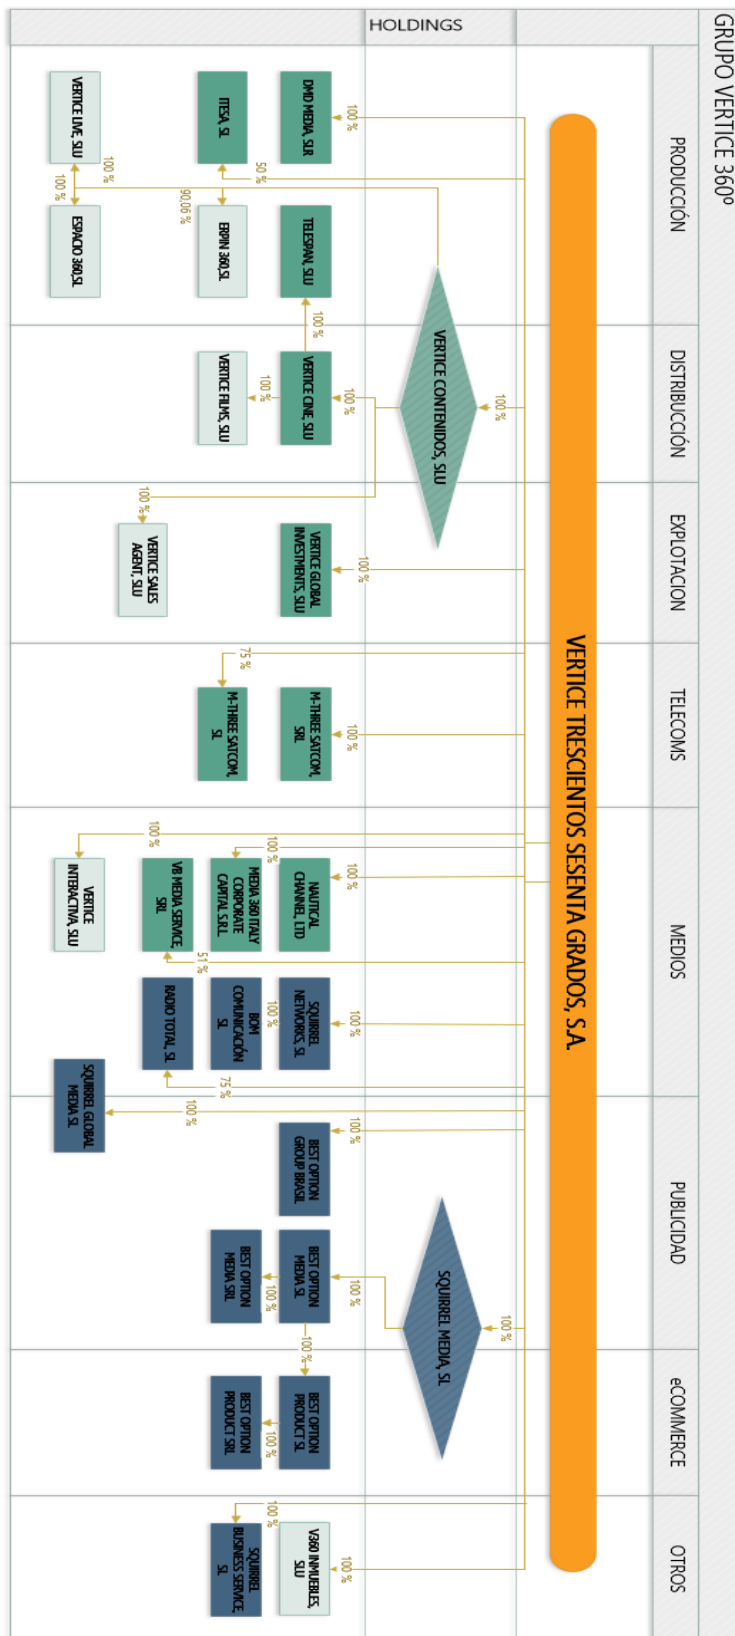 GRUPO VERTICE 360º
PRODUCCIÓN
DISTRIBUCCIÓN
EXPLOTACION
TELECOMS
MEDIOS
PUBLICIDAD
eCOMMERCE
OTROS
VERTICE TRESCIENTOS SESENTA GRADOS, S.A.
HOLDINGS
100 %
VERTICE CONTENIDOS, SLU
100 %
SQUIRREL MEDIA, SL
100 %
DMD MEDIA, SLR
50 %
ITESA, SL
TELESPAN, SLU
100 %
90,06 %
ERPIN 360,SL
100 %
VERTICE LIVE, SLU
100 %
ESPACIO 360,SL
100 %
VERTICE CINE, SLU
100 %
VERTICE FILMS, SLU
100 %
VERTICE GLOBAL
INVESTMENTS, SLU
100 %
VERTICE SALES
AGENT, SLU
100 %
M-THREE SATCOM,
SRL
75 %
M-THREE SATCOM,
SL
100 %
NAUTICAL
CHANNEL, LTD
100 %
MEDIA 360 ITALY
CORPORATE
CAPITAL S.R.L
51 %
VB MEDIA SERVICE,
SRL
100 %
VERTICE
INTERACTIVA, SLU
100 %
SQUIRREL
NETWORKS, SL
100 %
BOM
COMUNICACIÓN
SL
75 %
RADIO TOTAL, SL
100 %
SQUIRREL GLOBAL
MEDIA SL
100 %
BEST OPTION
GROUP BRASIL
100 %
BEST OPTION
MEDIA SL
100 %
BEST OPTION
MEDIA SRL
100 %
BEST OPTION
PRODUCT SL
100 %
BEST OPTION
PRODUCT SRL
100 %
V360 INMUEBLES,
SLU
100 %
SQUIRREL
BUSINESS SERVICE,
SL